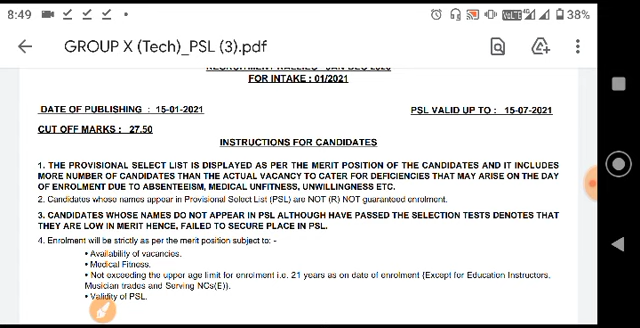 8:49 38%
GROUP X (Tech)_PSL (3).pdf
RECRUITMENT RALLIES - JAN-DEC 2020
FOR INTAKE : 01/2021
DATE OF PUBLISHING : 15-01-2021 PSL VALID UP TO : 15-07-2021
CUT OFF MARKS : 27.50
INSTRUCTIONS FOR CANDIDATES
1. THE PROVISIONAL SELECT LIST IS DISPLAYED AS PER THE MERIT POSITION OF THE CANDIDATES AND IT INCLUDES
MORE NUMBER OF CANDIDATES THAN THE ACTUAL VACANCY TO CATER FOR DEFICIENCIES THAT MAY ARISE ON THE DAY
OF ENROLMENT DUE TO ABSENTEEISM, MEDICAL UNFITNESS, UNWILLINGNESS ETC.
2. Candidates whose names appear in Provisional Select List (PSL) are NOT (R) NOT guaranteed enrolment.
3. CANDIDATES WHOSE NAMES DO NOT APPEAR IN PSL ALTHOUGH HAVE PASSED THE SELECTION TESTS DENOTES THAT
THEY ARE LOW IN MERIT HENCE, FAILED TO SECURE PLACE IN PSL.
4. Enrolment will be strictly as per the merit position subject to: -
• Availability of vacancies.
• Medical Fitness.
• Not exceeding the upper age limit for enrolment i.e. 21 years as on date of enrolment {Except for Education Instructors,
Musician trades and Serving NCs(E)}.
• Validity of PSL.